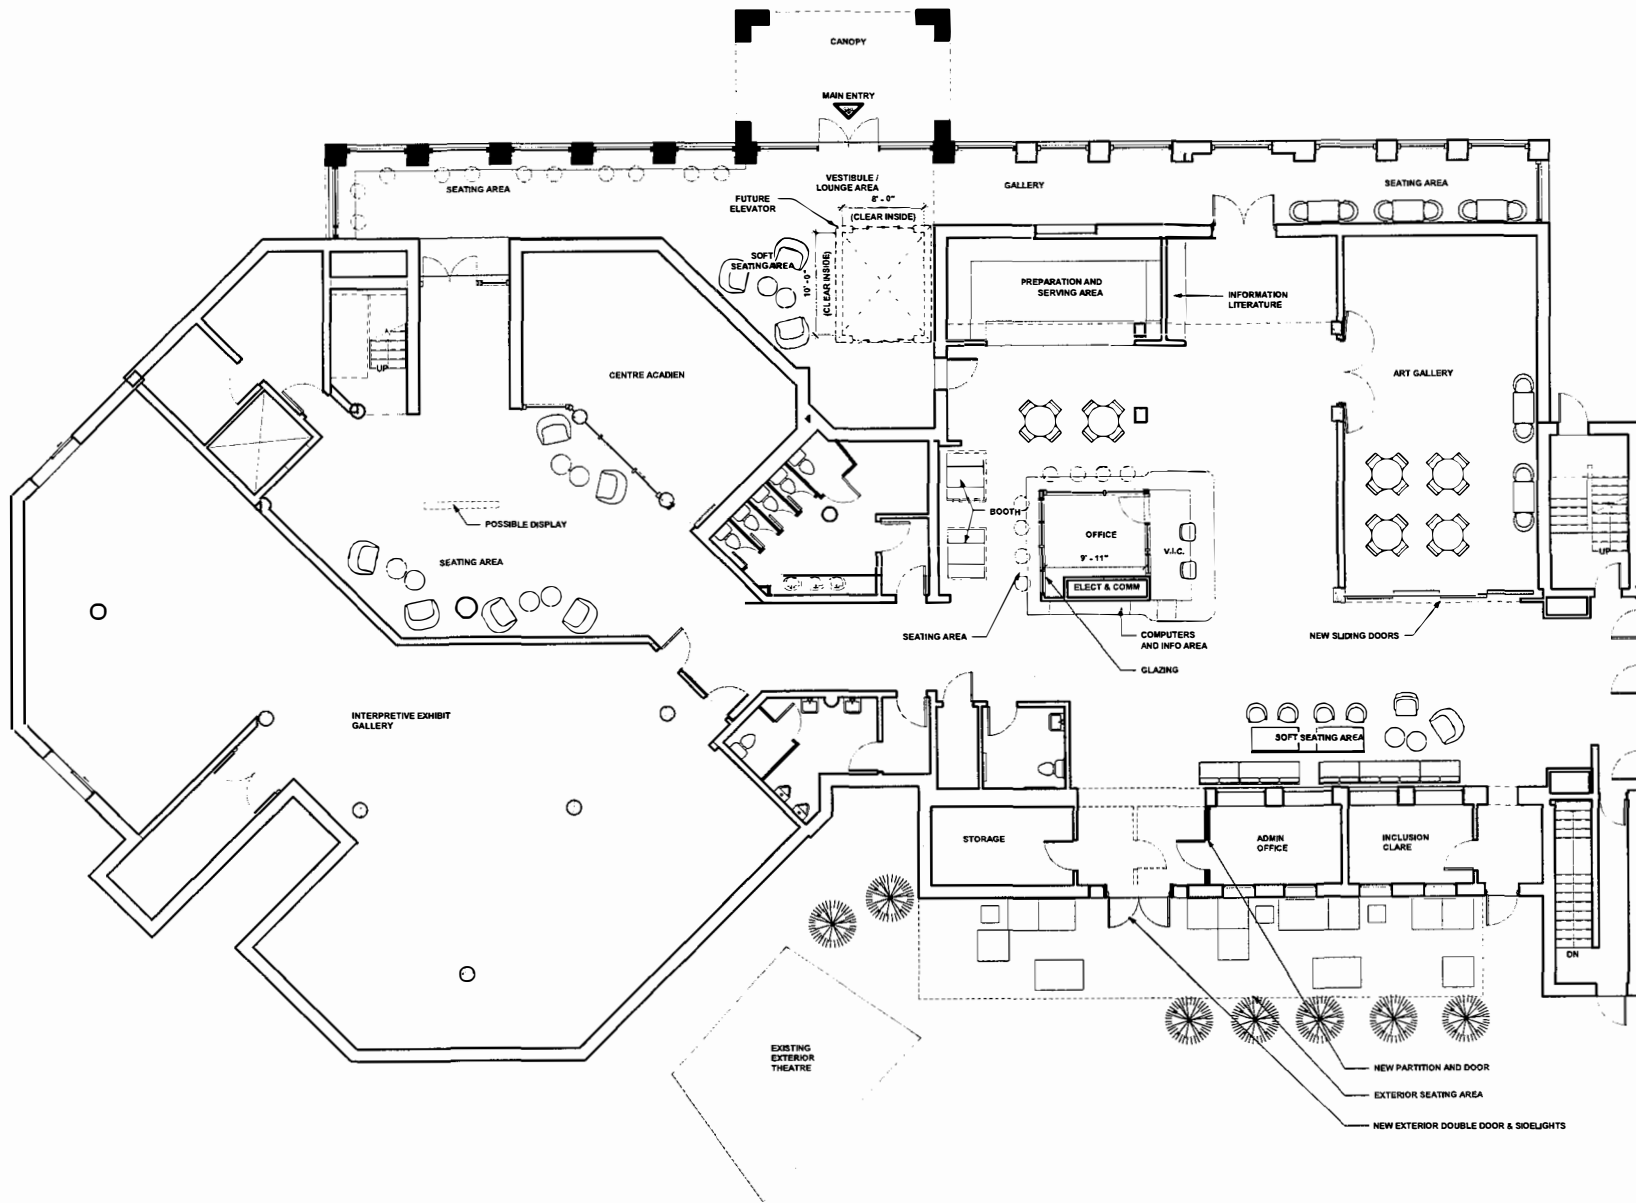 CANOPY
MAIN ENTRY
SEATING AREA
VESTIBULE /
LOUNGE AREA
GALLERY
SEATING AREA
FUTURE
ELEVATOR
8' - 0"
(CLEAR INSIDE)
SOFT
SEATING AREA
10' - 0"
(CLEAR INSIDE)
PREPARATION AND
SERVING AREA
INFORMATION
LITERATURE
UP
CENTRE ACADIEN
ART GALLERY
POSSIBLE DISPLAY
SEATING AREA
BOOTH
OFFICE
9' - 11"
V.I.C.
ELECT & COMM
UP
SEATING AREA
COMPUTERS
AND INFO AREA
GLAZING
NEW SLIDING DOORS
INTERPRETIVE EXHIBIT
GALLERY
SOFT SEATING AREA
STORAGE
ADMIN
OFFICE
INCLUSION
CLARE
DN
EXISTING
EXTERIOR
THEATRE
NEW PARTITION AND DOOR
EXTERIOR SEATING AREA
NEW EXTERIOR DOUBLE DOOR & SIDELIGHTS